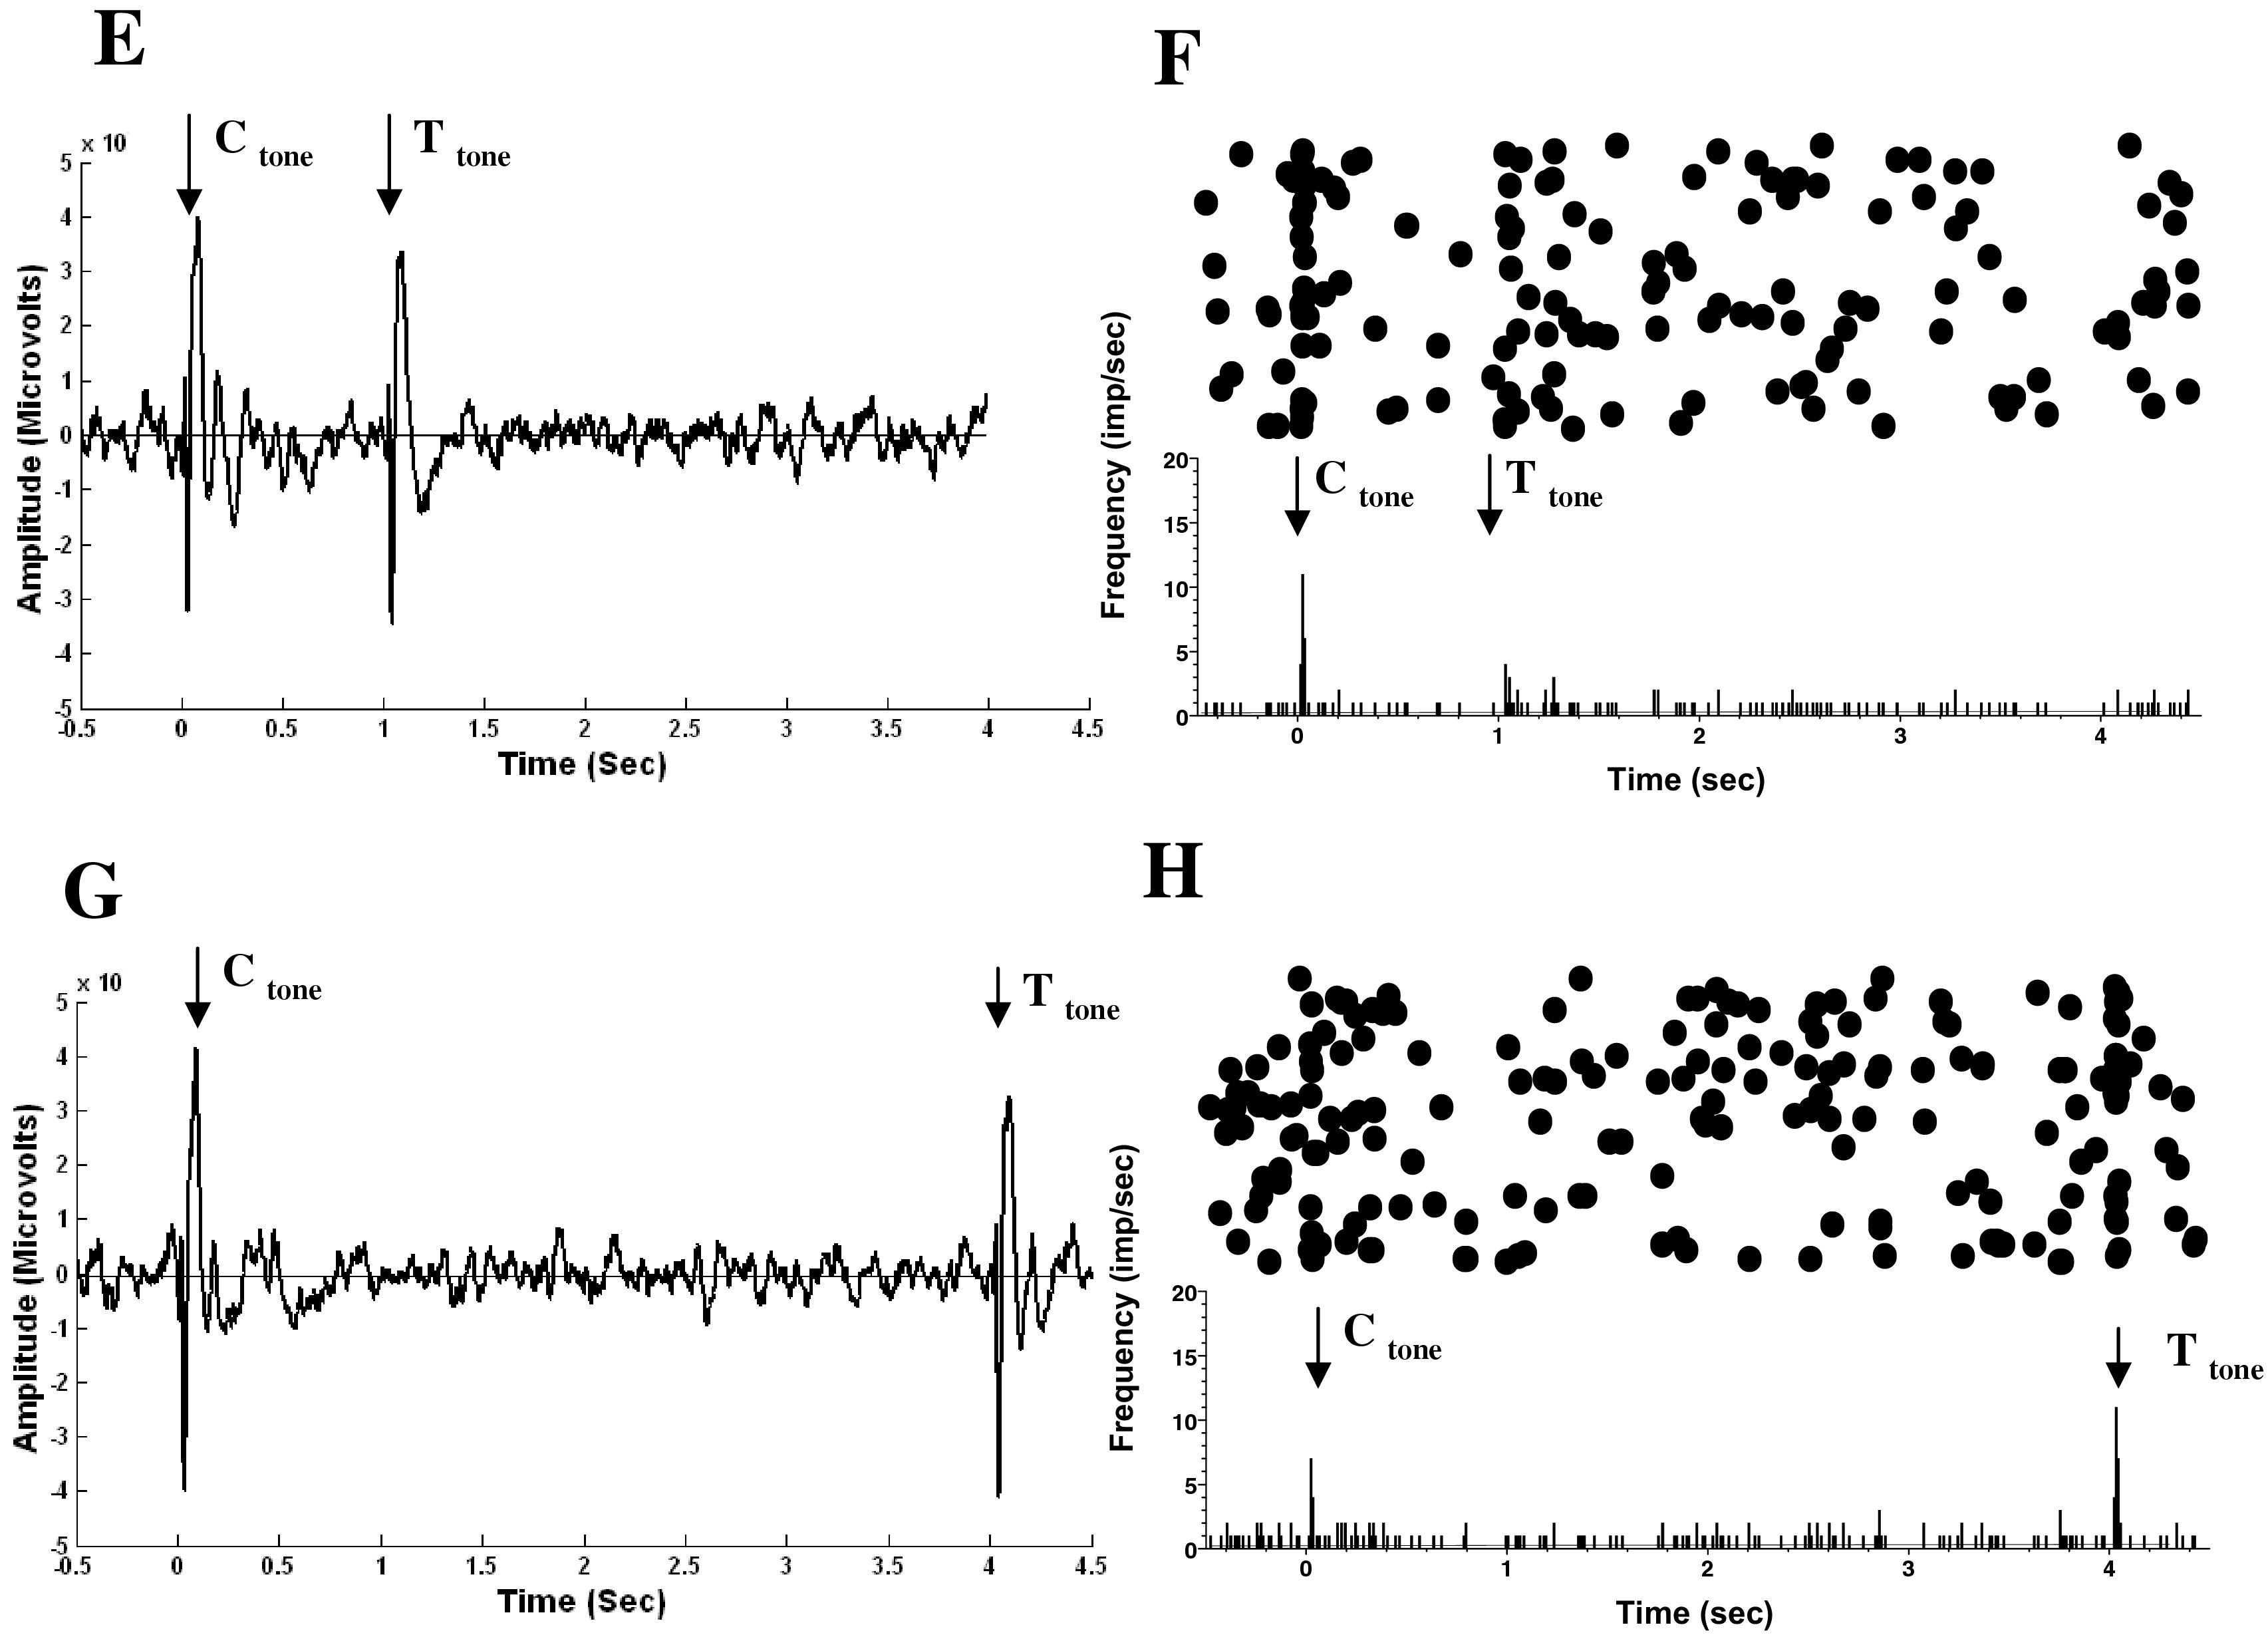 E
C tone
T tone
x 10
5
4
3
2
1
0
-1
-2
-3
-4
-5
Amplitude (Microvolts)
-0.5 0 0.5 1 1.5 2 2.5 3 3.5 4 4.5
Time (Sec)
F
C tone
T tone
20
15
10
5
0
Frequency (imp/sec)
0 1 2 3 4
Time (sec)
G
C tone
T tone
x 10
5
4
3
2
1
0
-1
-2
-3
-4
-5
Amplitude (Microvolts)
-0.5 0 0.5 1 1.5 2 2.5 3 3.5 4 4.5
Time (Sec)
H
C tone
T tone
20
15
10
5
0
Frequency (imp/sec)
0 1 2 3 4
Time (sec)